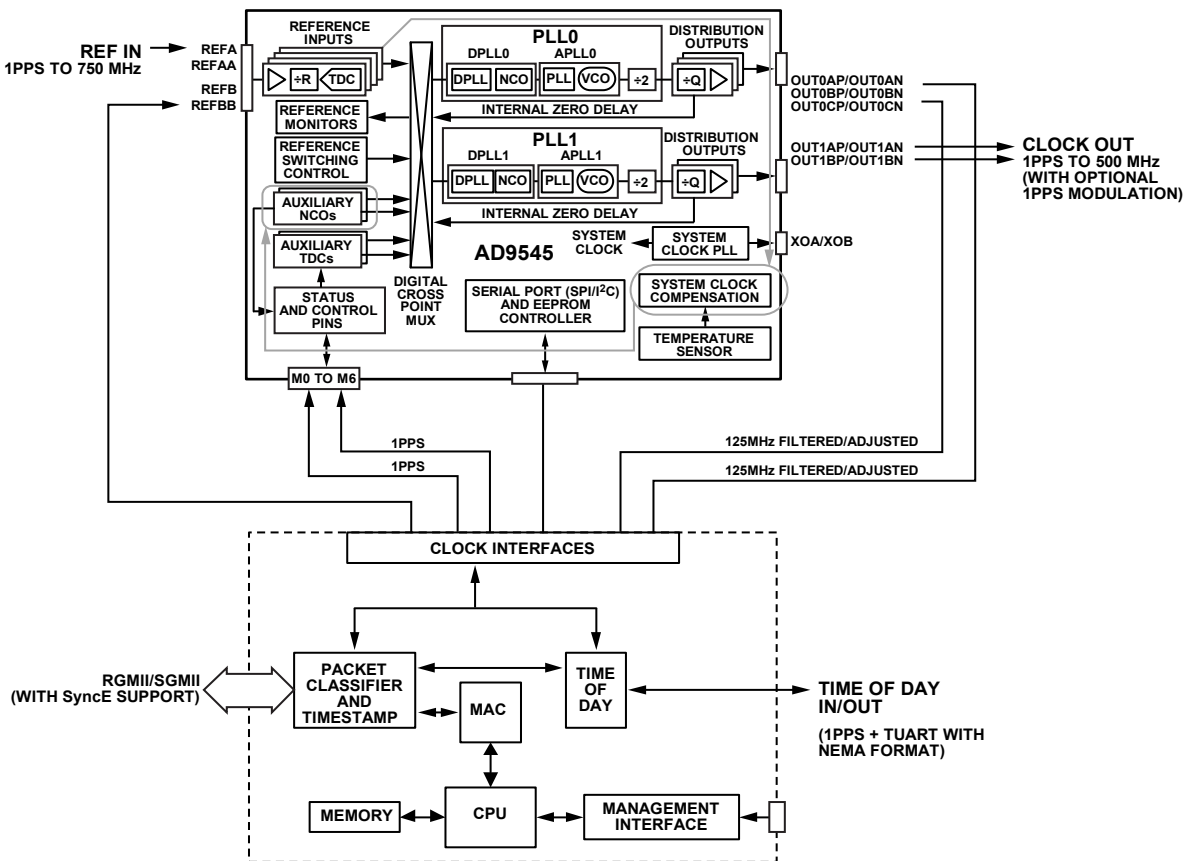 REF IN
1PPS TO 750 MHz
REFA
REFAA
REFB
REFBB
REFERENCE
INPUTS
÷R
TDC
REFERENCE
MONITORS
REFERENCE
SWITCHING
CONTROL
AUXILIARY
NCOs
AUXILIARY
TDCs
STATUS
AND CONTROL
PINS
M0 TO M6
DIGITAL
CROSS
POINT
MUX
PLL0
DPLL0
APLL0
DPLL
NCO
PLL
VCO
÷2
INTERNAL ZERO DELAY
DISTRIBUTION
OUTPUTS
÷Q
PLL1
DPLL1
APLL1
DPLL
NCO
PLL
VCO
÷2
INTERNAL ZERO DELAY
DISTRIBUTION
OUTPUTS
÷Q
AD9545
SYSTEM
CLOCK
SYSTEM
CLOCK PLL
SERIAL PORT (SPI/I²C)
AND EEPROM
CONTROLLER
SYSTEM CLOCK
COMPENSATION
TEMPERATURE
SENSOR
OUT0AP/OUT0AN
OUT0BP/OUT0BN
OUT0CP/OUT0CN
OUT1AP/OUT1AN
OUT1BP/OUT1BN
XOA/XOB
CLOCK OUT
1PPS TO 500 MHz
(WITH OPTIONAL
1PPS MODULATION)
1PPS
1PPS
125MHz FILTERED/ADJUSTED
125MHz FILTERED/ADJUSTED
CLOCK INTERFACES
RGMII/SGMII
(WITH SyncE SUPPORT)
PACKET
CLASSIFIER
AND
TIMESTAMP
MAC
TIME
OF
DAY
TIME OF DAY
IN/OUT
(1PPS + TUART WITH
NEMA FORMAT)
MEMORY
CPU
MANAGEMENT
INTERFACE